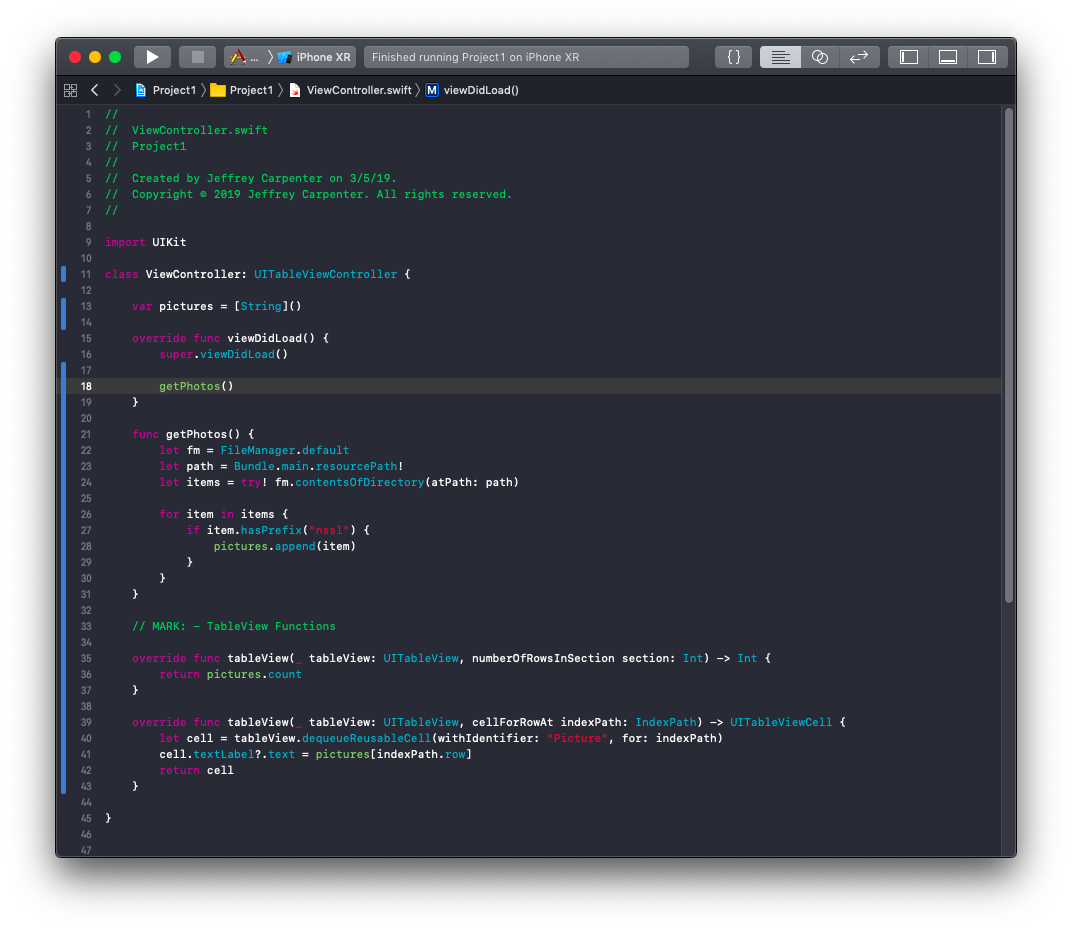 ... iPhone XR Finished running Project1 on iPhone XR {}
Project1 Project1 ViewController.swift M viewDidLoad()
1 //
2 //  ViewController.swift
3 //  Project1
4 //
5 //  Created by Jeffrey Carpenter on 3/5/19.
6 //  Copyright © 2019 Jeffrey Carpenter. All rights reserved.
7 //
8
9 import UIKit
10
11 class ViewController: UITableViewController {
12
13     var pictures = [String]()
14
15     override func viewDidLoad() {
16         super.viewDidLoad()
17
18         getPhotos()
19     }
20
21     func getPhotos() {
22         let fm = FileManager.default
23         let path = Bundle.main.resourcePath!
24         let items = try! fm.contentsOfDirectory(atPath: path)
25
26         for item in items {
27             if item.hasPrefix("nssl") {
28                 pictures.append(item)
29             }
30         }
31     }
32
33     // MARK: - TableView Functions
34
35     override func tableView(_ tableView: UITableView, numberOfRowsInSection section: Int) -> Int {
36         return pictures.count
37     }
38
39     override func tableView(_ tableView: UITableView, cellForRowAt indexPath: IndexPath) -> UITableViewCell {
40         let cell = tableView.dequeueReusableCell(withIdentifier: "Picture", for: indexPath)
41         cell.textLabel?.text = pictures[indexPath.row]
42         return cell
43     }
44
45 }
46
47